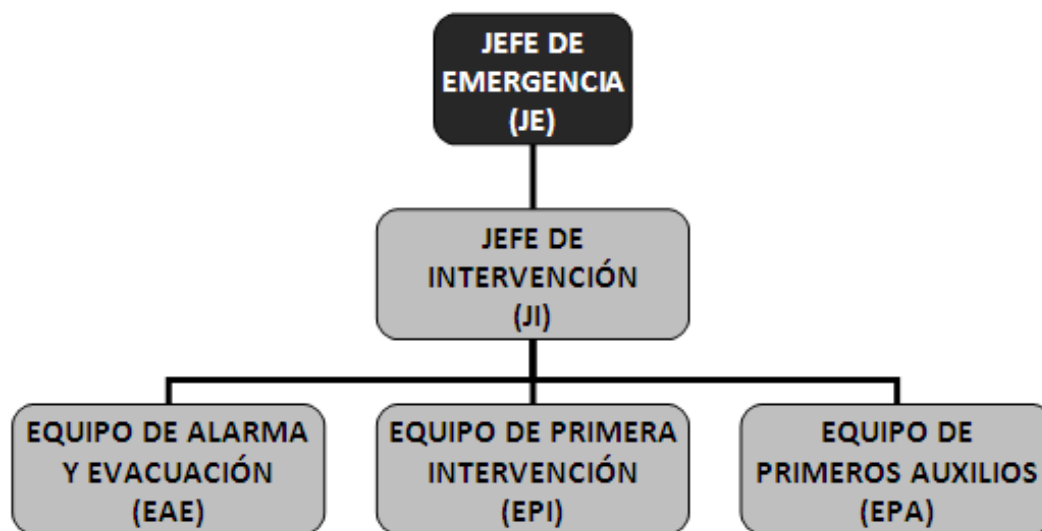 JEFE DE
EMERGENCIA
(JE)
JEFE DE
INTERVENCIÓN
(JI)
EQUIPO DE ALARMA
Y EVACUACIÓN
(EAE)
EQUIPO DE PRIMERA
INTERVENCIÓN
(EPI)
EQUIPO DE
PRIMEROS AUXILIOS
(EPA)